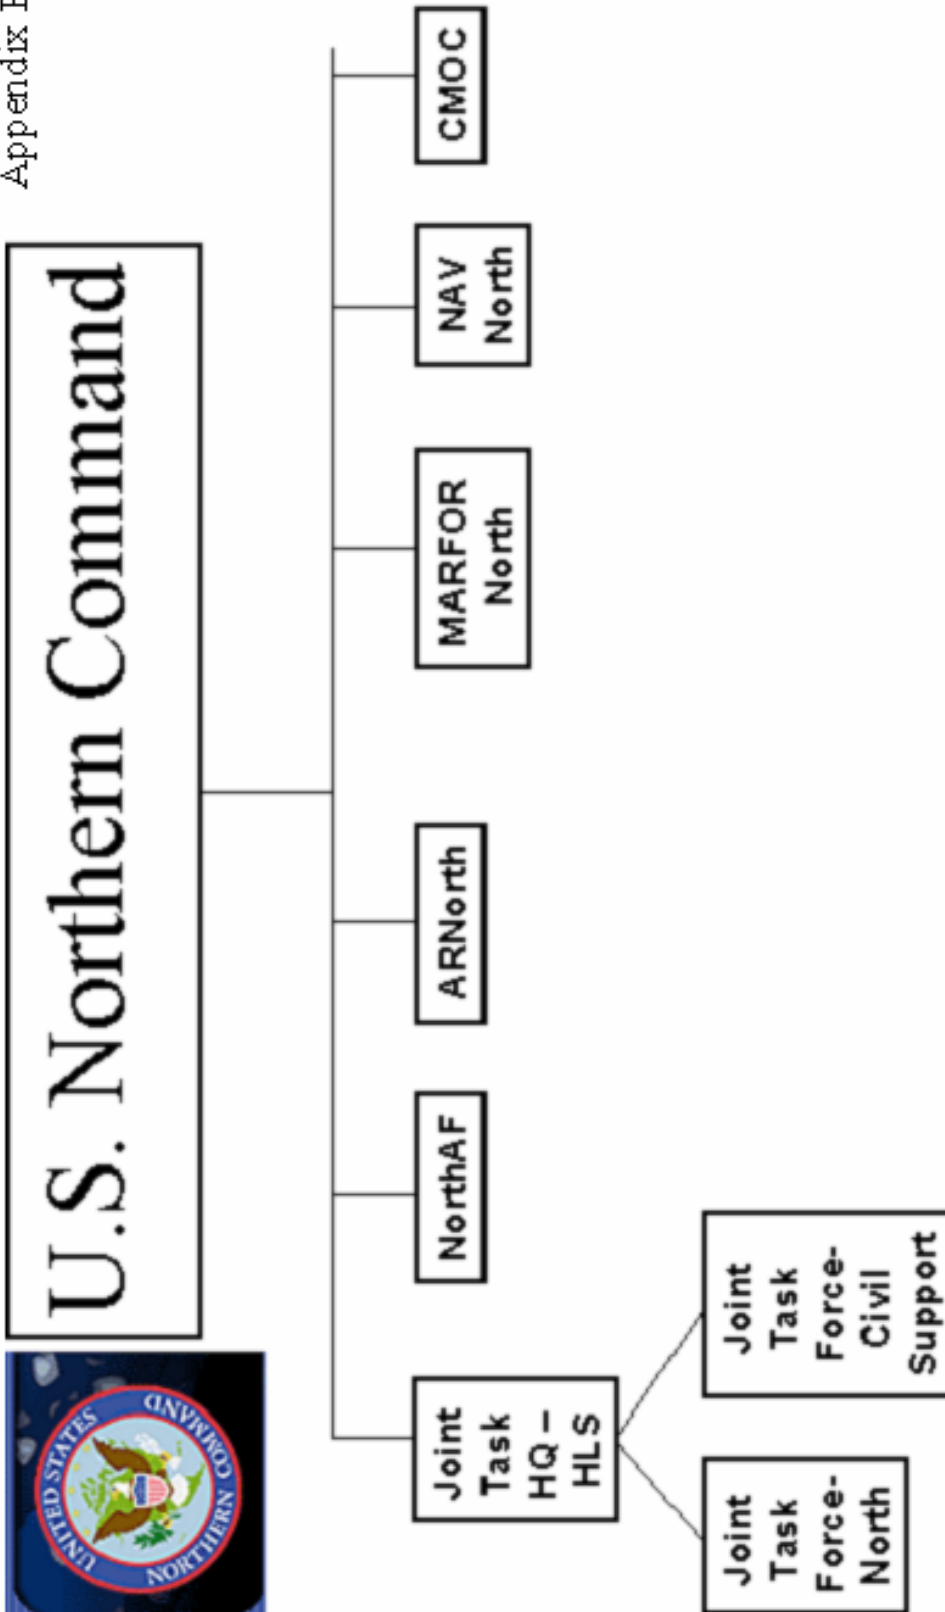 Appendix
U.S. Northern Command
UNITED STATES
NORTHERN COMMAND
Joint
Task
HQ–
HLS
NorthAF
ARNorth
MARFOR
North
NAV
North
CMOC
Joint
Task
Force-
North
Joint
Task
Force-
Civil
Support